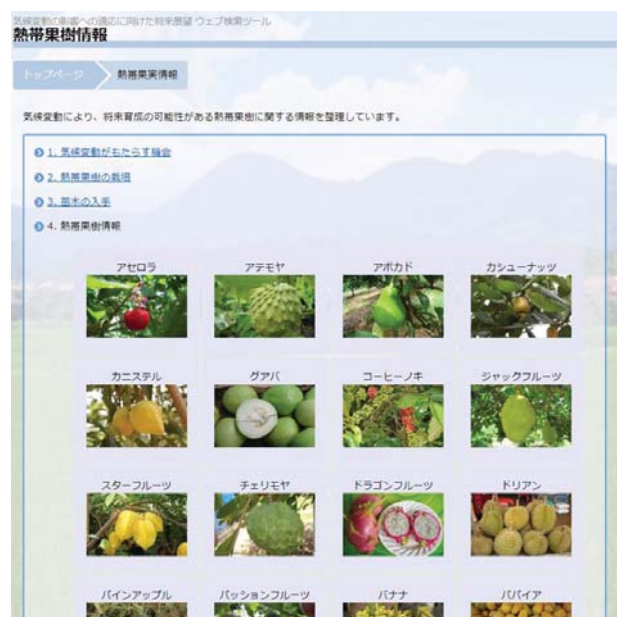 気候変動の影響への適応に向けた将来展望 ウェブ検索ツール
熱帯果樹情報
トップページ 熱帯果実情報
気候変動により、将来育成の可能性がある熱帯果樹に関する情報を整理しています。
1. 気候変動がもたらす機会
2. 熱帯果樹の栽培
3. 苗木の入手
4. 熱帯果樹情報
アセロラ アテモヤ アボカド カシューナッツ
カニステル グアバ コーヒーノキ ジャックフルーツ
スターフルーツ チェリモヤ ドラゴンフルーツ ドリアン
パインアップル パッションフルーツ バナナ パパイア